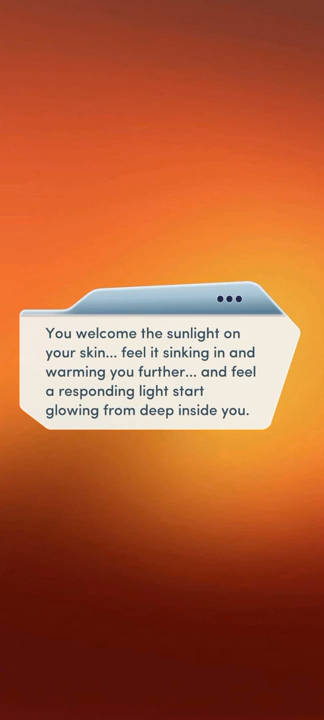 You welcome the sunlight on
your skin... feel it sinking in and
warming you further... and feel
a responding light start
glowing from deep inside you.